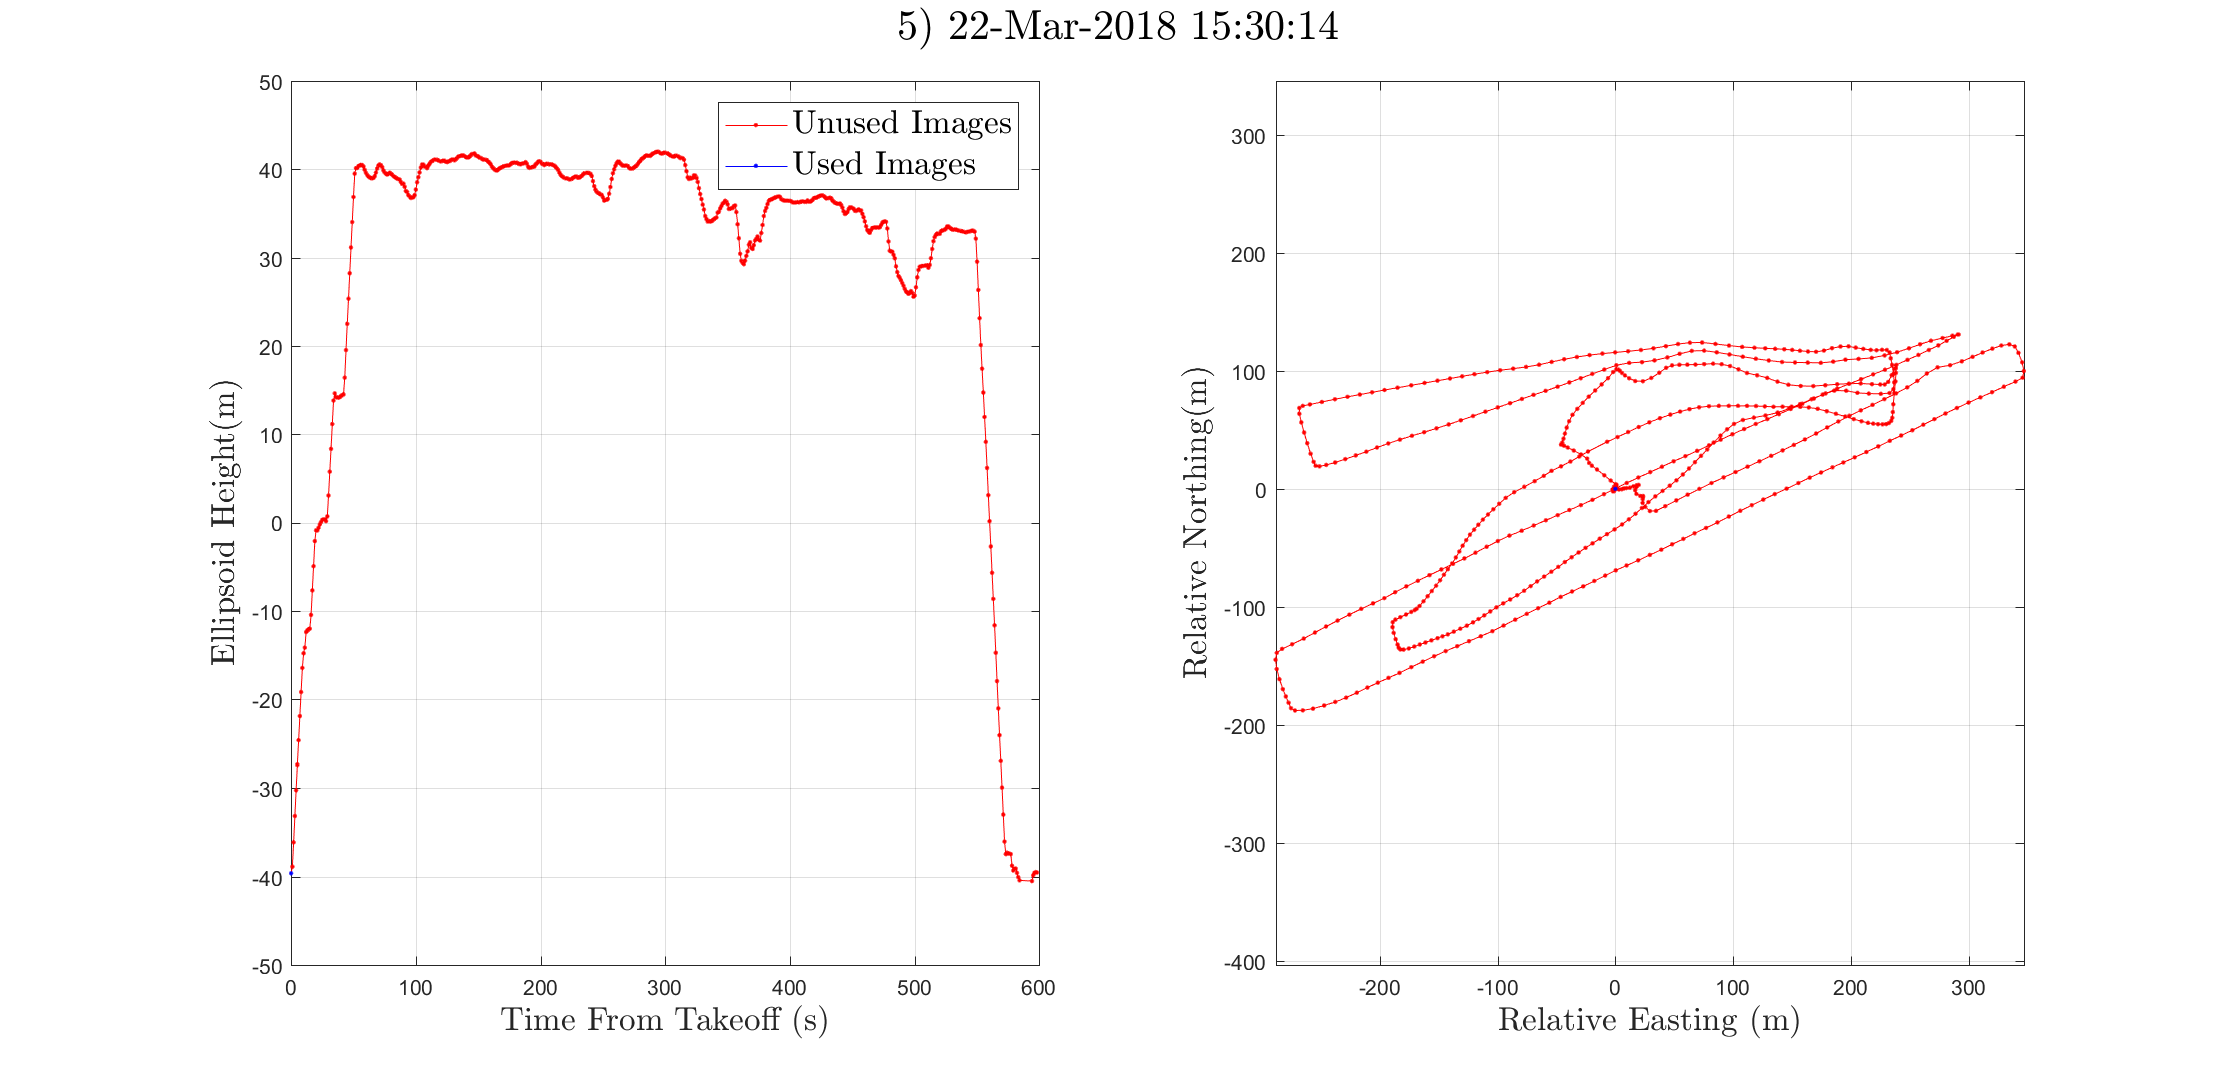 5) 22-Mar-2018 15:30:14
Ellipsoid Height(m)
50
40
30
20
10
0
-10
-20
-30
-40
-50
0 100 200 300 400 500 600
Time From Takeoff (s)
Unused Images
Used Images
Relative Northing(m)
300
200
100
0
-100
-200
-300
-400
-200 -100 0 100 200 300
Relative Easting (m)